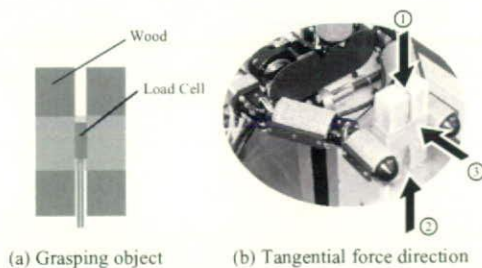 Wood
Load Cell
①
③
②
(a) Grasping object
(b) Tangential force direction